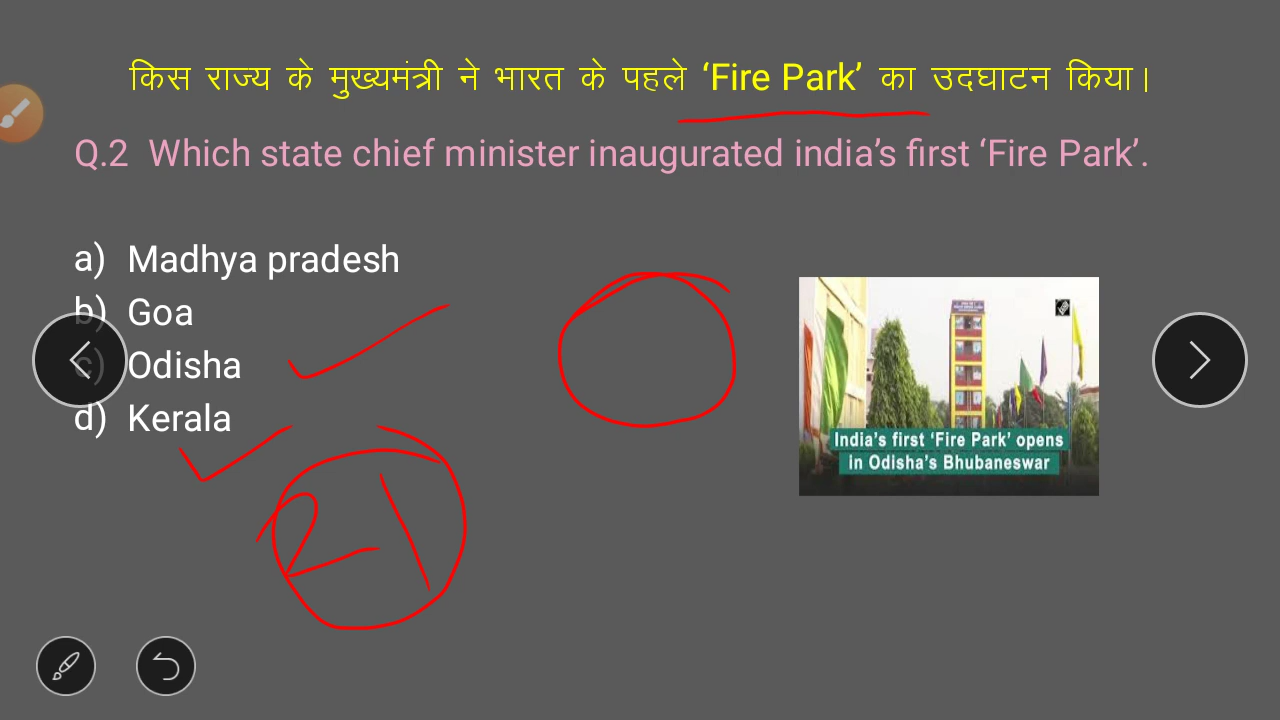 किस राज्य के मुख्यमंत्री ने भारत के पहले ‘Fire Park’ का उदघाटन किया।
Q.2 Which state chief minister inaugurated india’s first ‘Fire Park’.
a) Madhya pradesh
b) Goa
c) Odisha
d) Kerala
21
India’s first ‘Fire Park’ opens
in Odisha’s Bhubaneswar